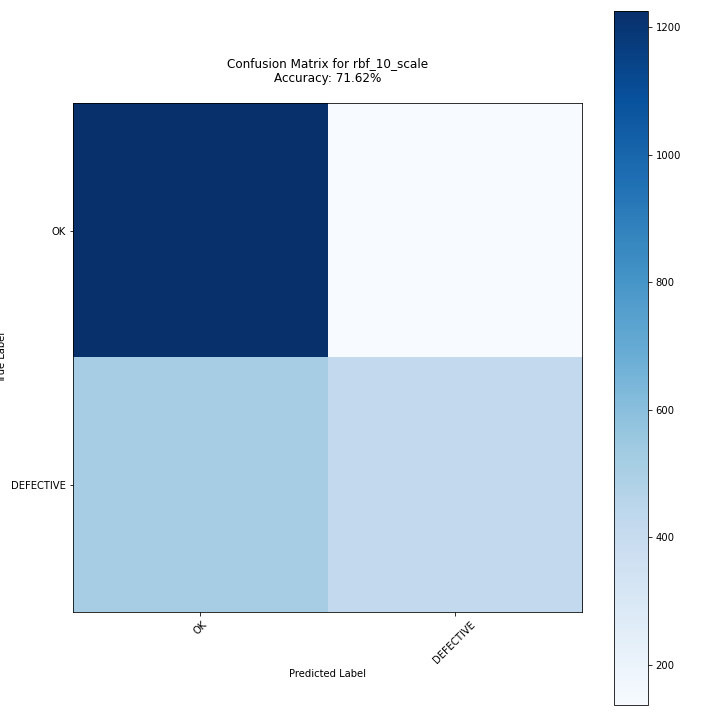 Confusion Matrix for rbf_10_scale
Accuracy: 71.62%
OK
DEFECTIVE
OK
DEFECTIVE
Predicted Label
1200
1000
800
600
400
200